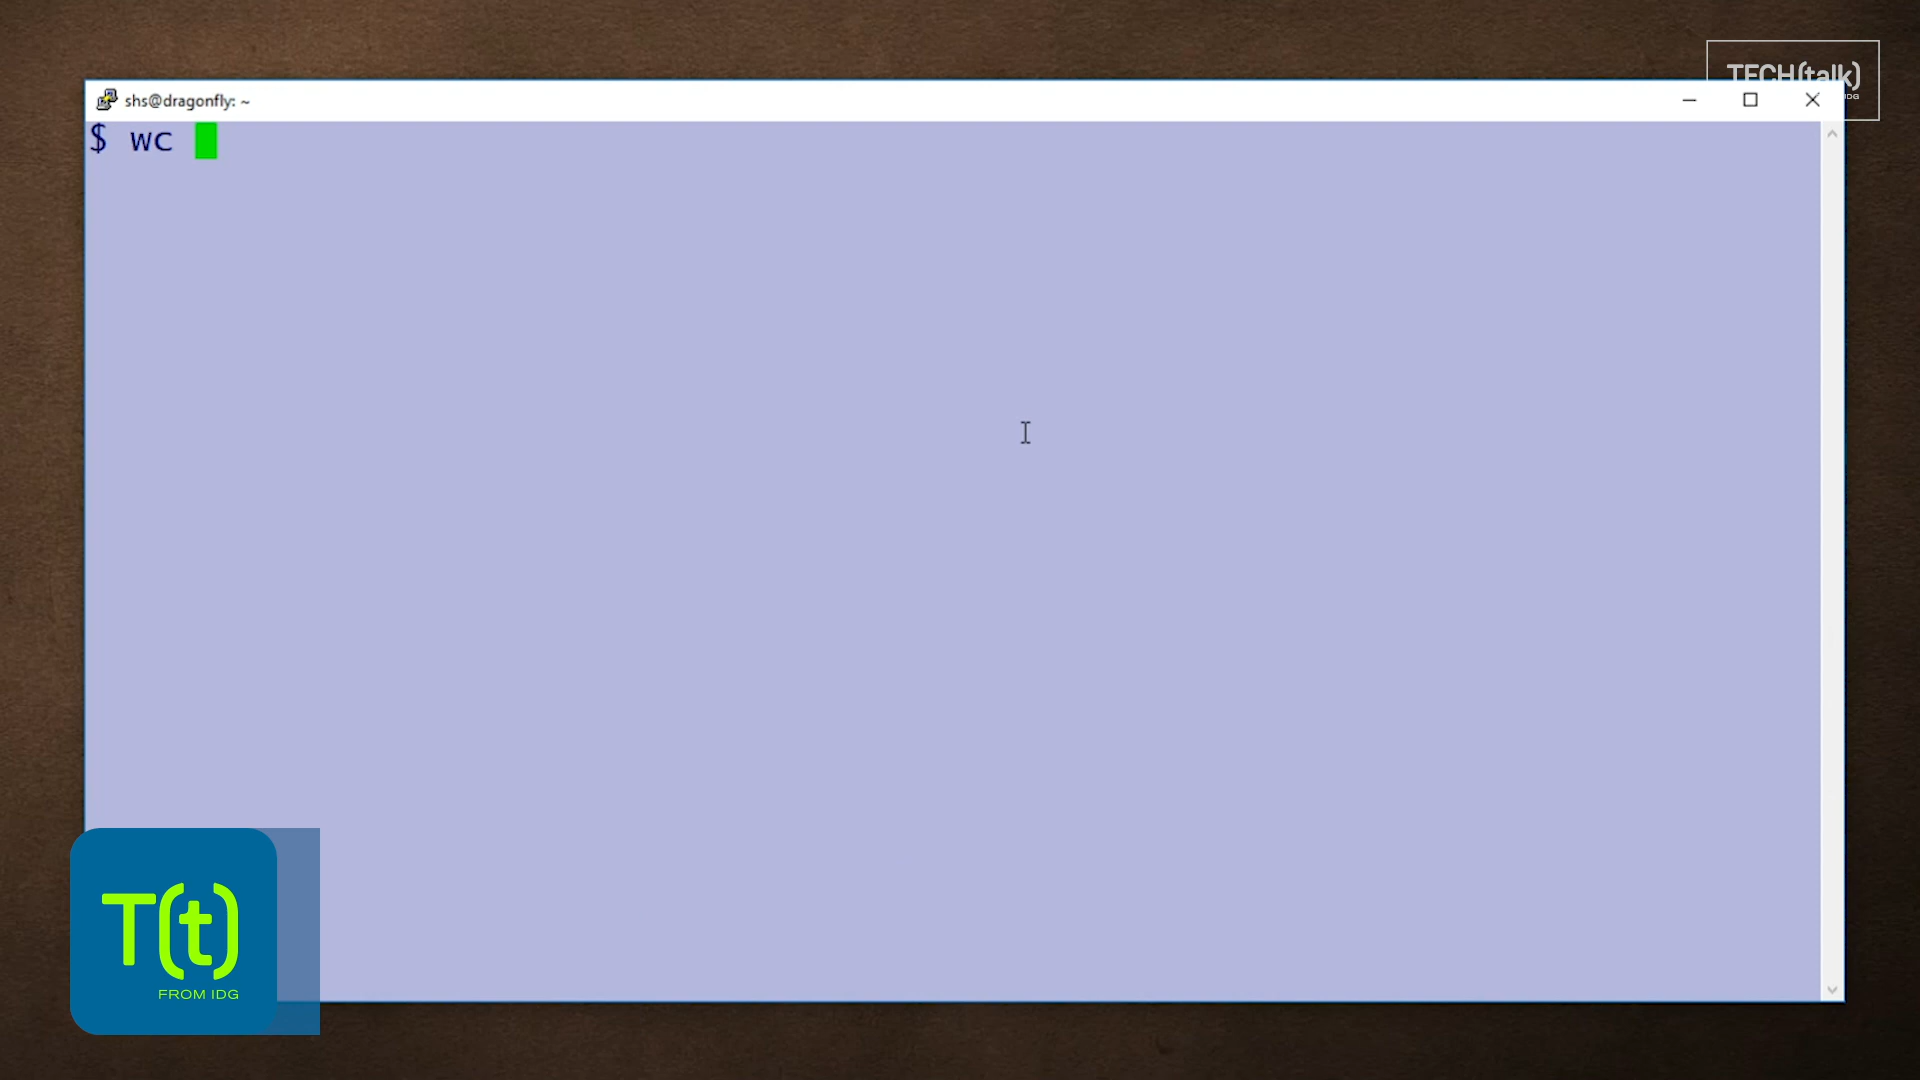 TECH(talk)
shs@dragonfly: ~
$ wc
T(t)
FROM IDG